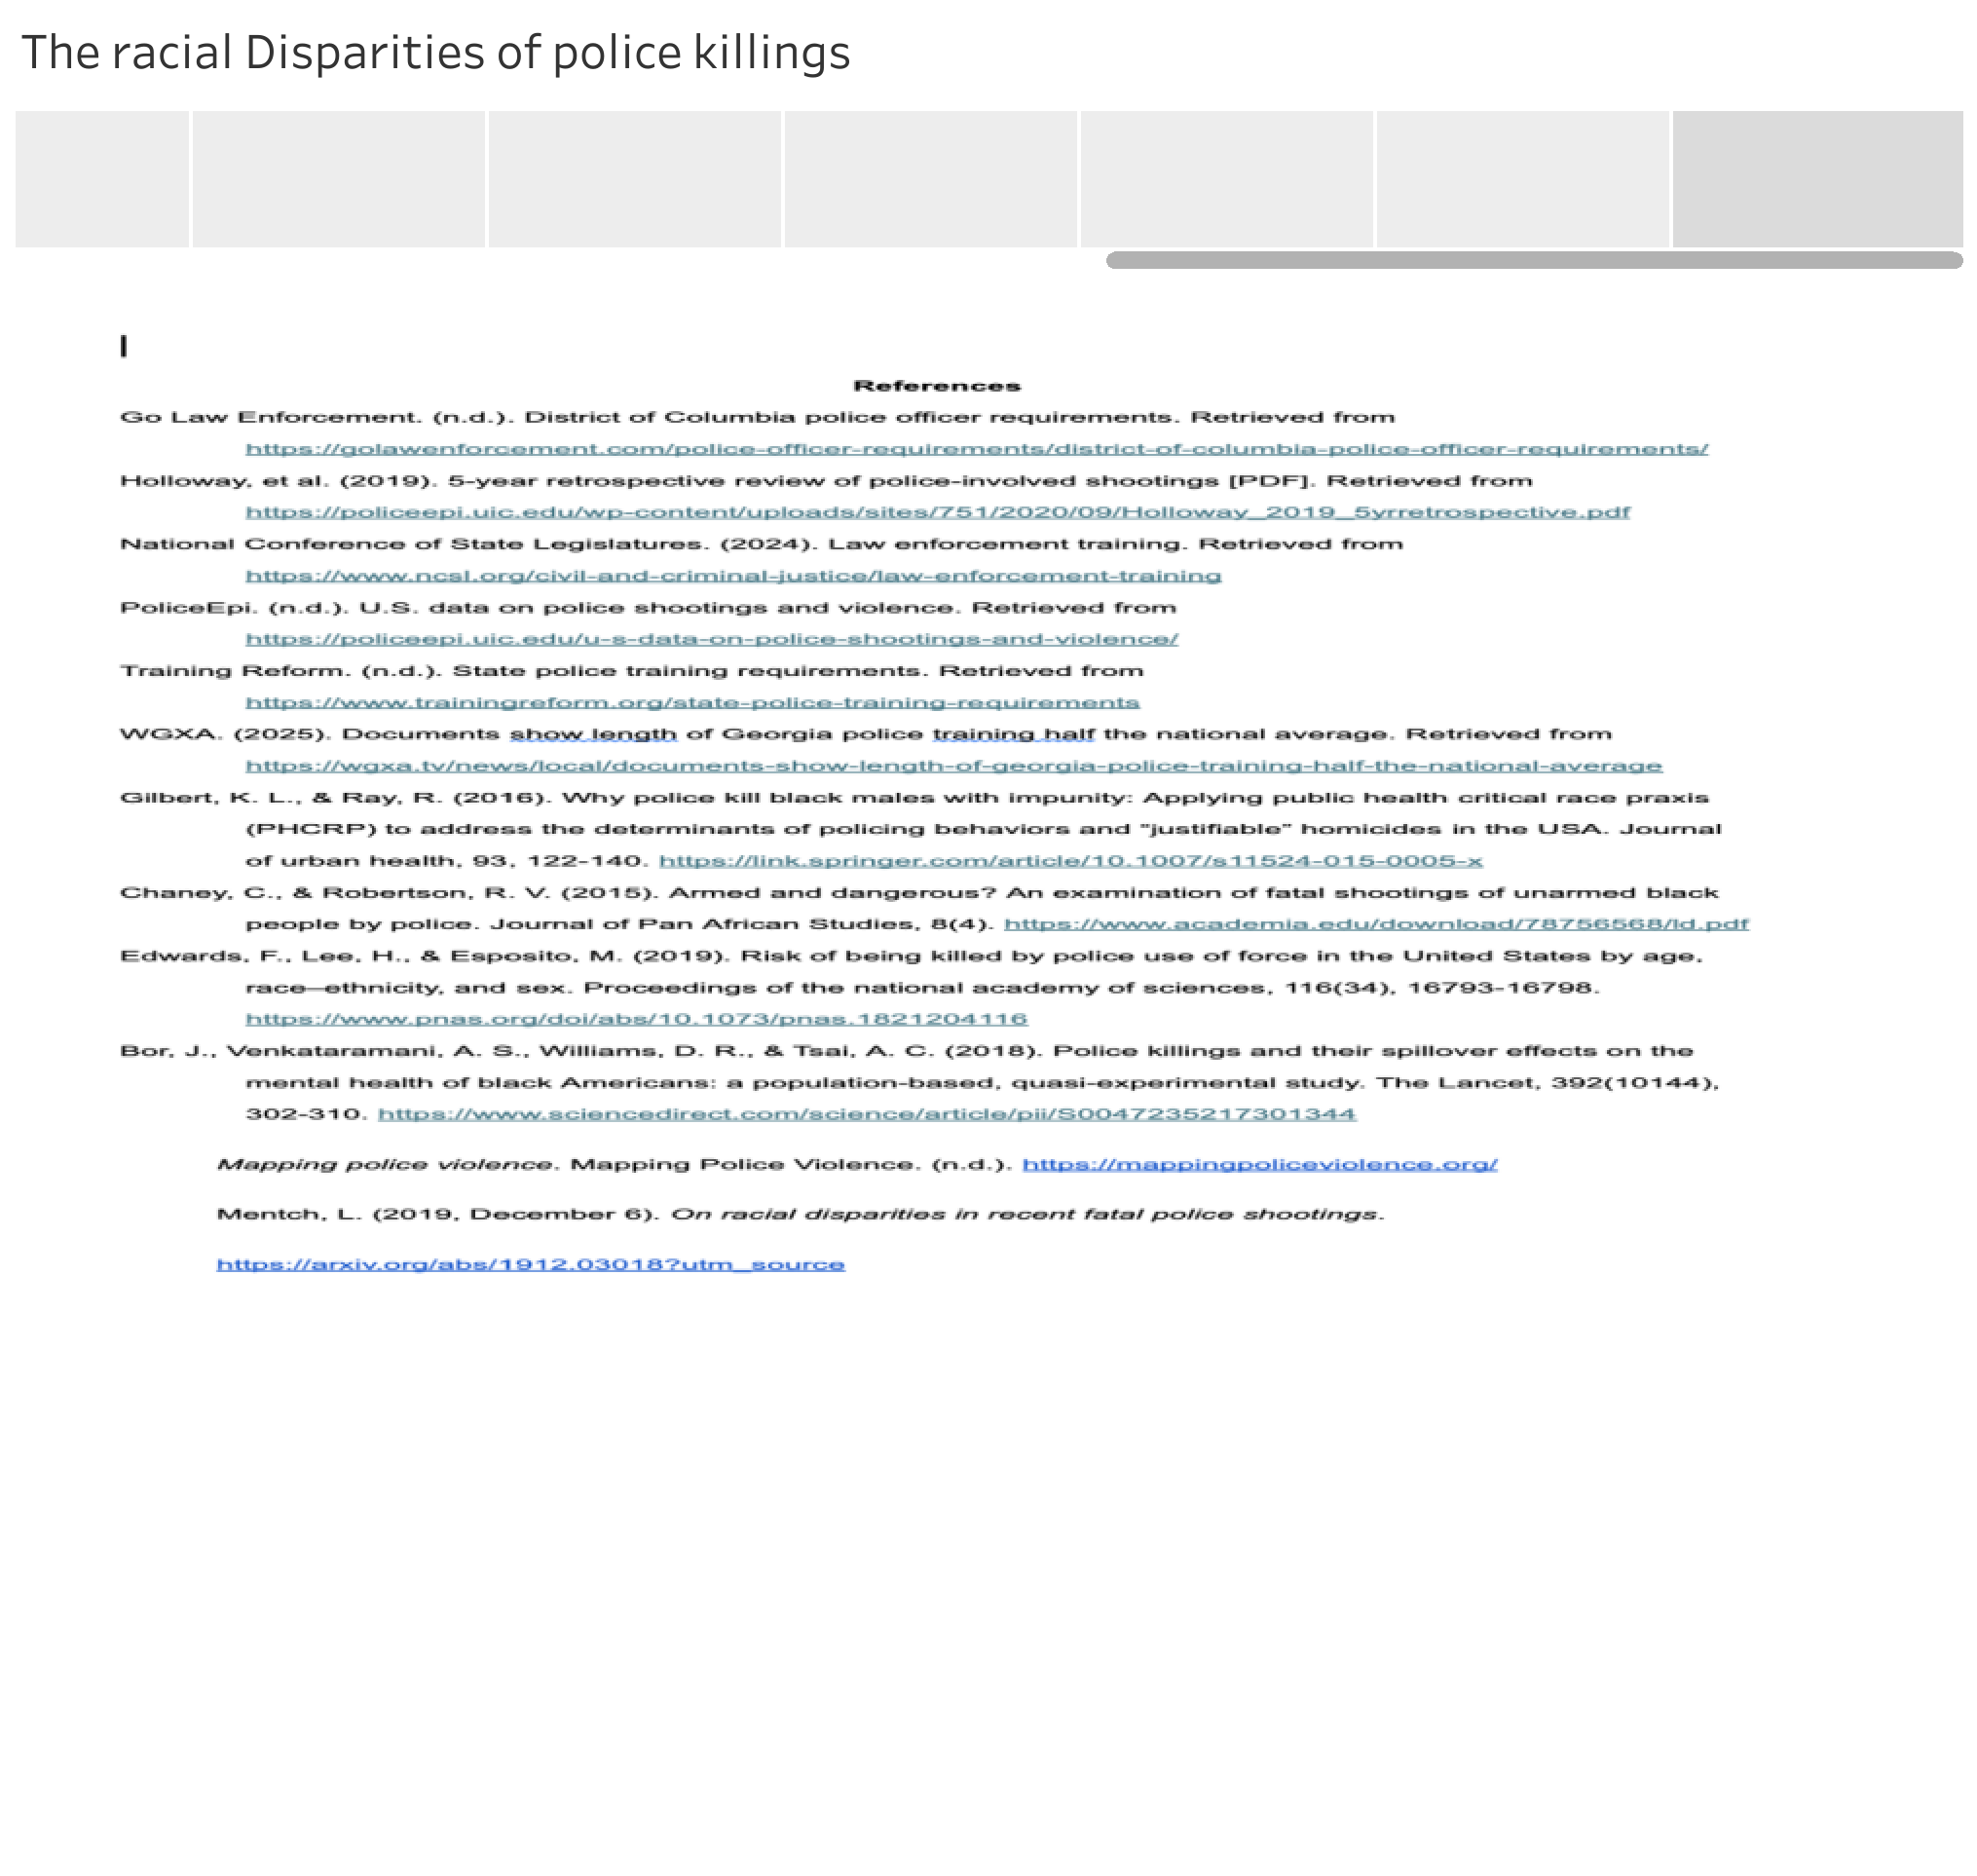 The racial Disparities of police killings
References
Go Law Enforcement. (n.d.). District of Columbia police officer requirements. Retrieved from
https://golawenforcement.com/police-officer-requirements/district-of-columbia-police-officer-requirements/
Holloway, et al. (2019). 5-year retrospective review of police-involved shootings [PDF]. Retrieved from
https://policeepi.uic.edu/wp-content/uploads/sites/751/2020/09/Holloway_2019_5yrretrospective.pdf
National Conference of State Legislatures. (2024). Law enforcement training. Retrieved from
https://www.ncsl.org/civil-and-criminal-justice/law-enforcement-training
PoliceEpi. (n.d.). U.S. data on police shootings and violence. Retrieved from
https://policeepi.uic.edu/u-s-data-on-police-shootings-and-violence/
Training Reform. (n.d.). State police training requirements. Retrieved from
https://www.trainingreform.org/state-police-training-requirements
WGXA. (2025). Documents show length of Georgia police training half the national average. Retrieved from
https://wgxa.tv/news/local/documents-show-length-of-georgia-police-training-half-the-national-average
Gilbert, K. L., & Ray, R. (2016). Why police kill black males with impunity: Applying public health critical race praxis
(PHCRP) to address the determinants of policing behaviors and "justifiable" homicides in the USA. Journal
of urban health, 93, 122-140. https://link.springer.com/article/10.1007/s11524-015-0005-x
Chaney, C., & Robertson, R. V. (2015). Armed and dangerous? An examination of fatal shootings of unarmed black
people by police. Journal of Pan African Studies, 8(4). https://www.academia.edu/download/78756568/ld.pdf
Edwards, F., Lee, H., & Esposito, M. (2019). Risk of being killed by police use of force in the United States by age,
race–ethnicity, and sex. Proceedings of the national academy of sciences, 116(34), 16793-16798.
https://www.pnas.org/doi/abs/10.1073/pnas.1821204116
Bor, J., Venkataramani, A. S., Williams, D. R., & Tsai, A. C. (2018). Police killings and their spillover effects on the
mental health of black Americans: a population-based, quasi-experimental study. The Lancet, 392(10144),
302-310. https://www.sciencedirect.com/science/article/pii/S0047235217301344
Mapping police violence. Mapping Police Violence. (n.d.). https://mappingpoliceviolence.org/
Mentch, L. (2019, December 6). On racial disparities in recent fatal police shootings.
https://arxiv.org/abs/1912.03018?utm_source